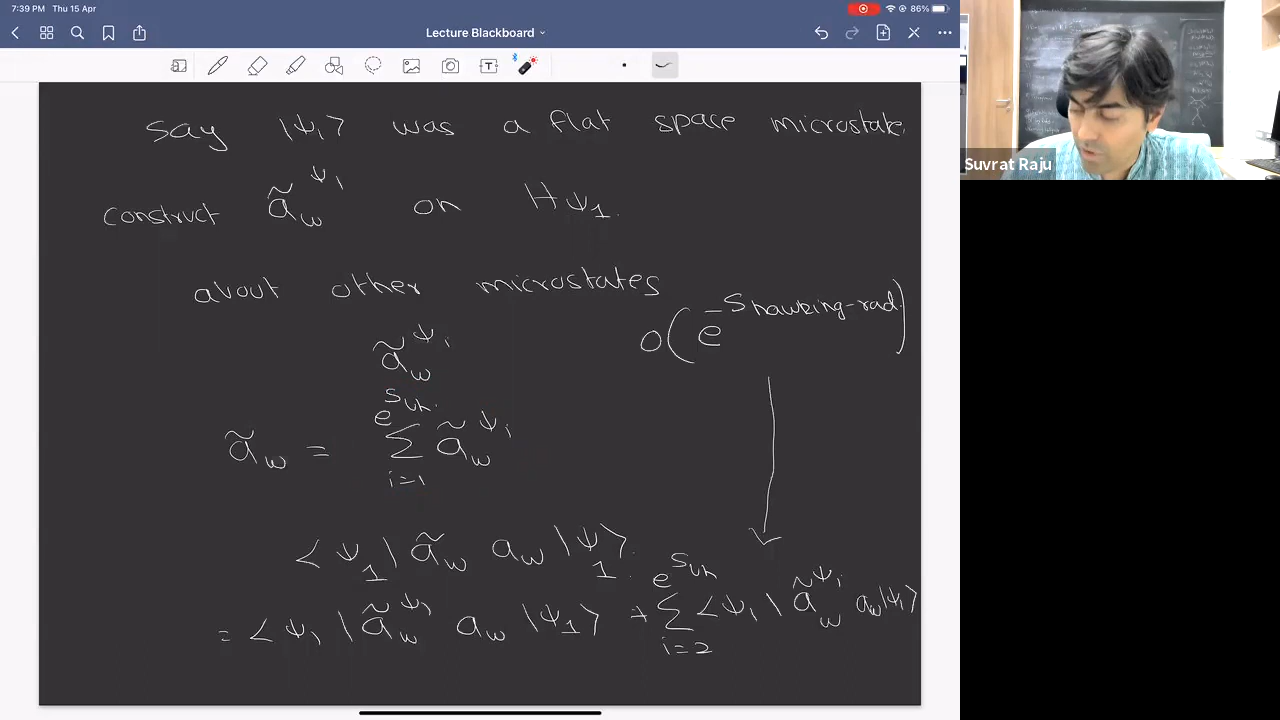 7:39 PM Thu 15 Apr
86%
Lecture Blackboard
Suvrat Raju
say |ψ₁⟩ was a flat space microstate.
construct ã_ω^ψ₁ on H_ψ₁.
about other microstates
O(e^-S_hawking-rad.)
ã_ω^ψᵢ
ã_ω = Σ_{i=1}^{e^S_bh.} ã_ω^ψᵢ
⟨ψ₁| ã_ω a_ω |ψ₁⟩.
= ⟨ψ₁| ã_ω^ψ₁ a_ω |ψ₁⟩ + Σ_{i=2}^{e^S_bh} ⟨ψ₁| ã_ω^ψᵢ a_ω|ψ₁⟩